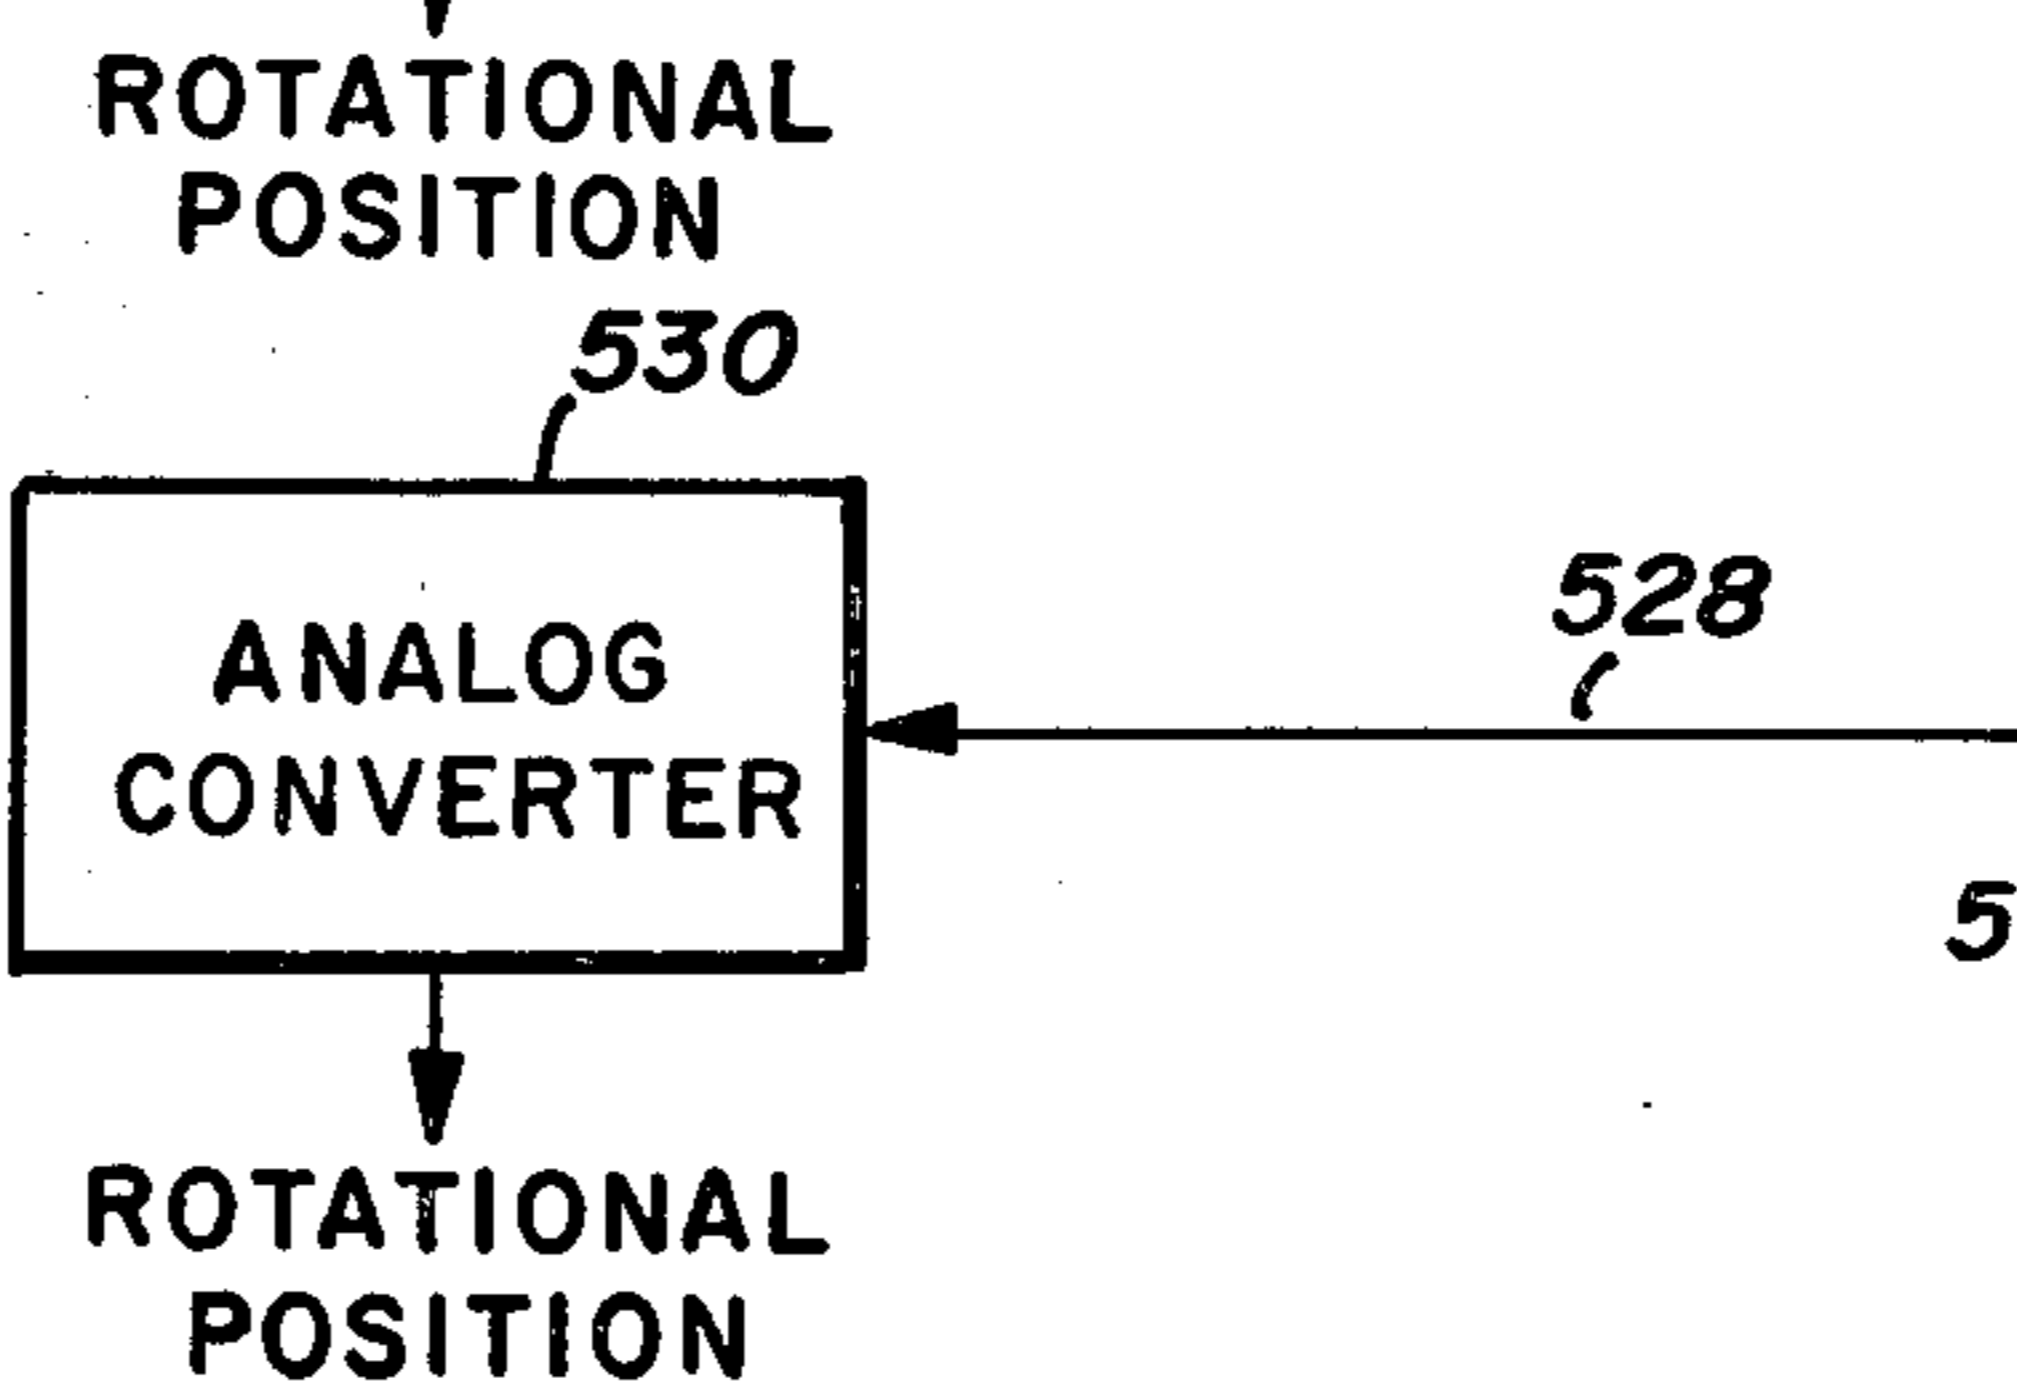 ROTATIONAL
POSITION
530
ANALOG
CONVERTER
528
5
ROTATIONAL
POSITION